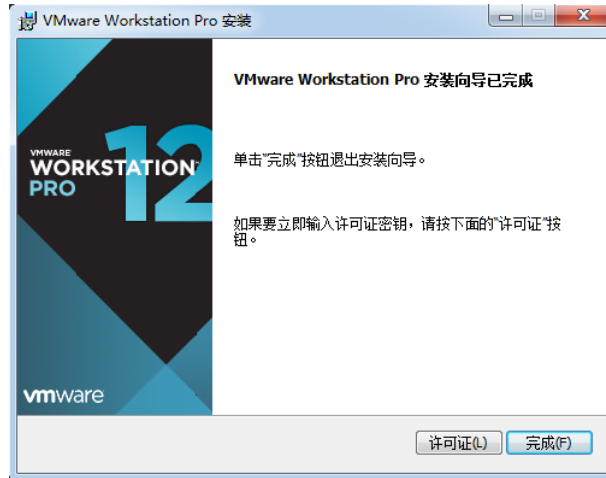 VMware Workstation Pro 安装
VMware Workstation Pro 安装向导已完成
单击"完成"按钮退出安装向导。
如果要立即输入许可证密钥，请按下面的"许可证"按
钮。
VMWARE
WORKSTATION
PRO
12
vmware
许可证(L)
完成(F)